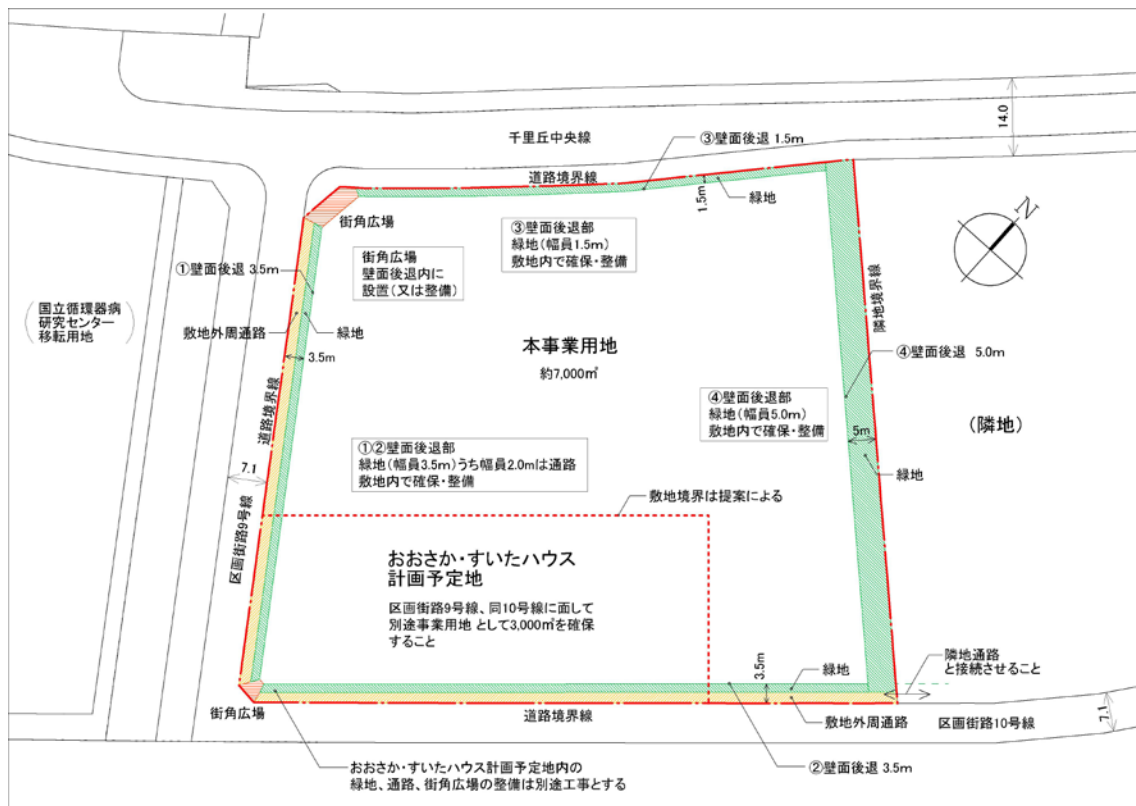 14.0
千里丘中央線
③壁面後退 1.5m
道路境界線
1.5m
緑地
街角広場
③壁面後退部
緑地(幅員1.5m)
敷地内で確保・整備
N
街角広場
壁面後退内に
設置(又は整備)
①壁面後退 3.5m
国立循環器病
研究センター
移転用地
敷地外周通路
緑地
3.5m
隣地境界線
本事業用地
約7,000㎡
④壁面後退 5.0m
④壁面後退部
緑地(幅員5.0m)
敷地内で確保・整備
(隣地)
5m
緑地
道路境界線
①②壁面後退部
緑地(幅員3.5m)うち幅員2.0mは通路
敷地内で確保・整備
7.1
区画街路9号線
敷地境界は提案による
おおさか・すいたハウス
計画予定地
区画街路9号線、同10号線に面して
別途事業用地 として3,000㎡を確保
すること
3.5m
緑地
隣地通路
と接続させること
街角広場
道路境界線
敷地外周通路
区画街路10号線
7.1
②壁面後退 3.5m
おおさか・すいたハウス計画予定地内の
緑地、通路、街角広場の整備は別途工事とする